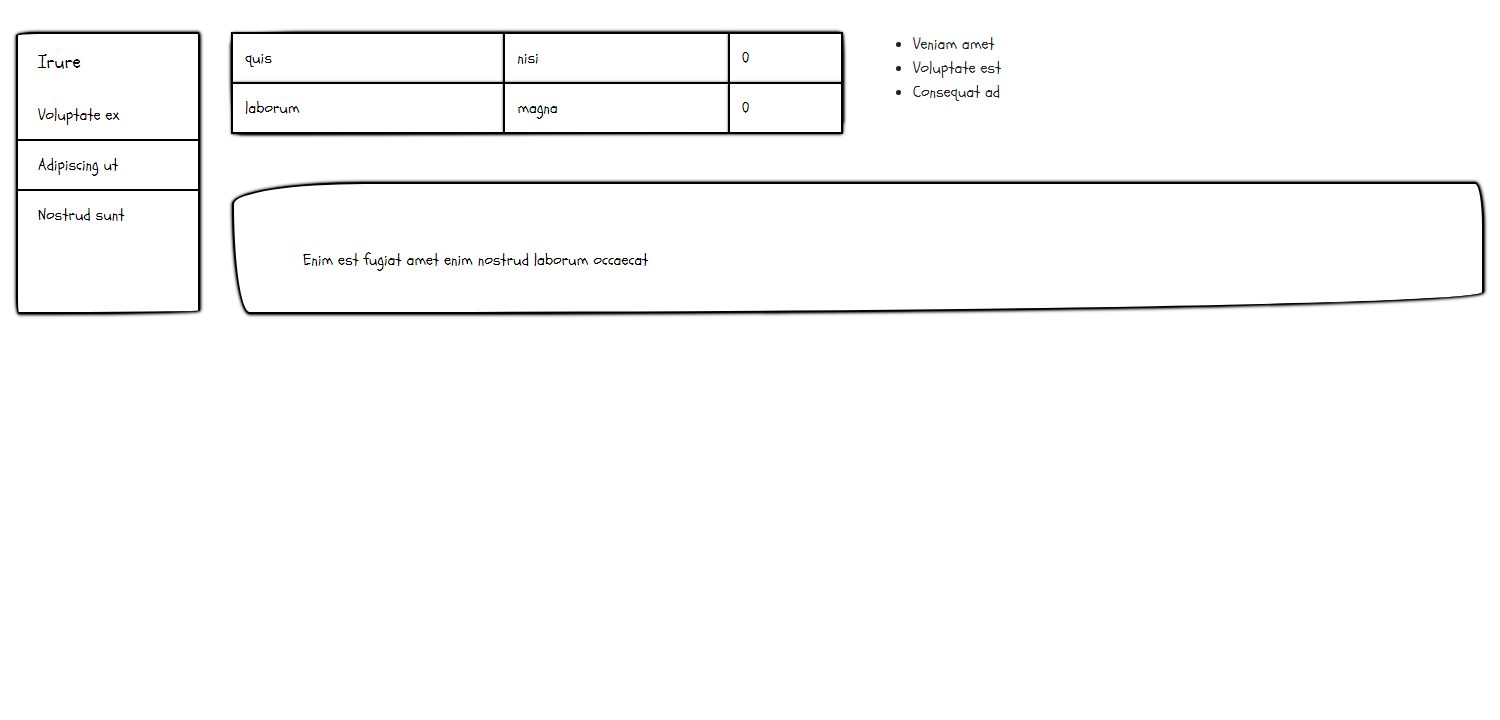 Irure
Voluptate ex
Adipiscing ut
Nostrud sunt
quis nisi 0
laborum magna 0
Veniam amet
Voluptate est
Consequat ad
Enim est fugiat amet enim nostrud laborum occaecat